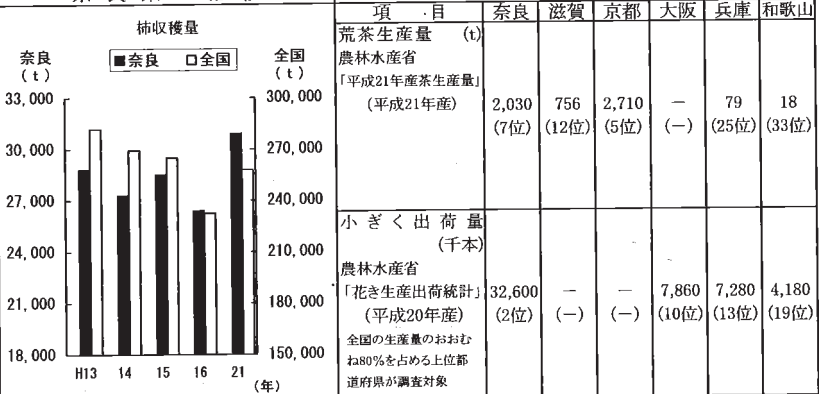 柿収穫量
■奈良 □全国
奈良
(t)
全国
(t)
33,000
30,000
27,000
24,000
21,000
18,000
300,000
270,000
240,000
210,000
180,000
150,000
H13 14 15 16 21
(年)
項 目 奈良 滋賀 京都 大阪 兵庫 和歌山
荒茶生産量 (t)
農林水産省
「平成21年産茶生産量」
(平成21年産) 2,030 756 2,710 － 79 18
(7位) (12位) (5位) (－) (25位) (33位)
小ぎく出荷量
(千本)
農林水産省
「花き生産出荷統計」 32,600 － － 7,860 7,280 4,180
(平成20年産) (2位) (－) (－) (10位) (13位) (19位)
全国の生産量のおおむ
ね80%を占める上位都
道府県が調査対象